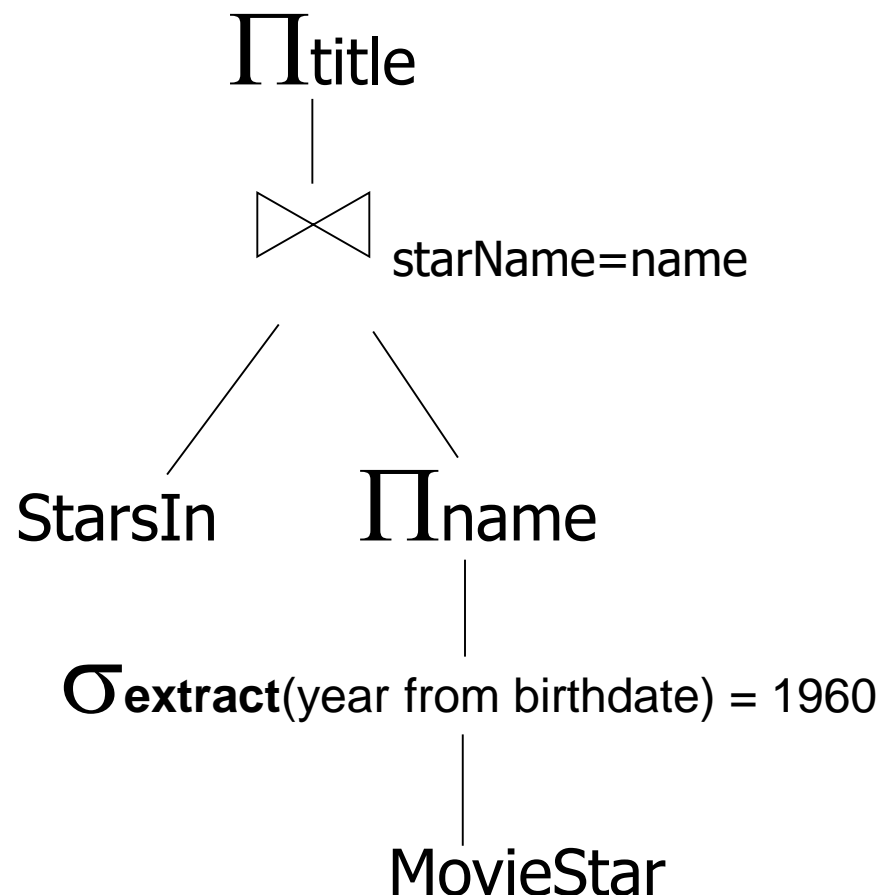 Πtitle
⋈ starName=name
StarsIn Πname
σextract(year from birthdate) = 1960
MovieStar